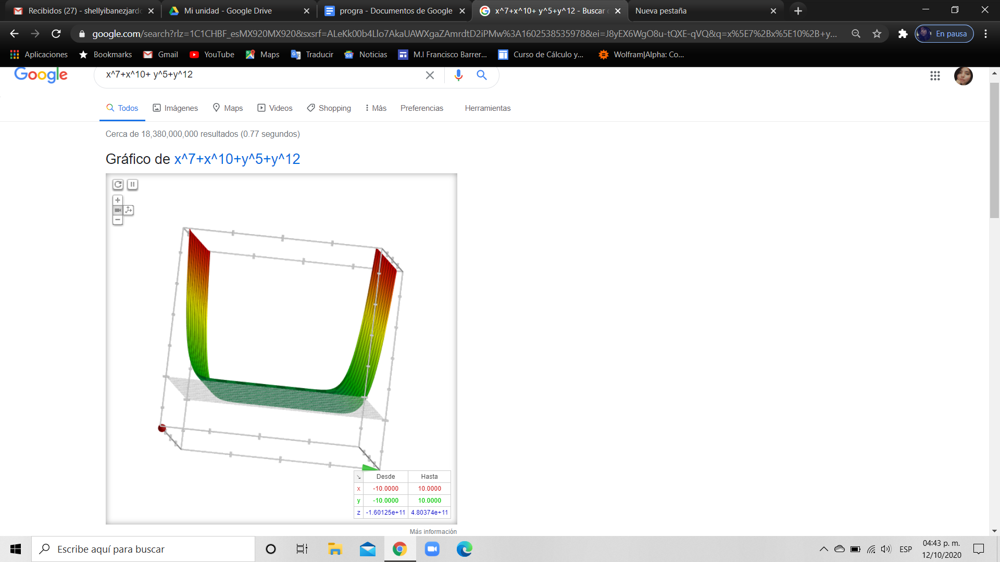 Recibidos (27) - shellyibanezjard
Mi unidad - Google Drive
progra - Documentos de Google
x^7+x^10+ y^5+y^12 - Buscar
Nueva pestaña
google.com/search?rlz=1C1CHBF_esMX920MX920&sxsrf=ALeKk00b4Llo7AkaUAWXgaZAmrdtD2iPMw%3A1602538535978&ei=J8yEX6WgO8u-tQXE-qVQ&q=x%5E7%2Bx%5E10%2B+y...
En pausa
Aplicaciones
Bookmarks
Gmail
YouTube
Maps
Traducir
Noticias
M.I Francisco Barrer...
Curso de Cálculo y...
Wolfram|Alpha: Co...
Google
x^7+x^10+ y^5+y^12
Todos
Imágenes
Maps
Videos
Shopping
Más
Preferencias
Herramientas
Cerca de 18,380,000,000 resultados (0.77 segundos)
Gráfico de x^7+x^10+y^5+y^12
Desde Hasta
x -10.0000 10.0000
y -10.0000 10.0000
z -1.60125e+11 4.80374e+11
Más información
Escribe aquí para buscar
ESP
04:43 p. m.
12/10/2020